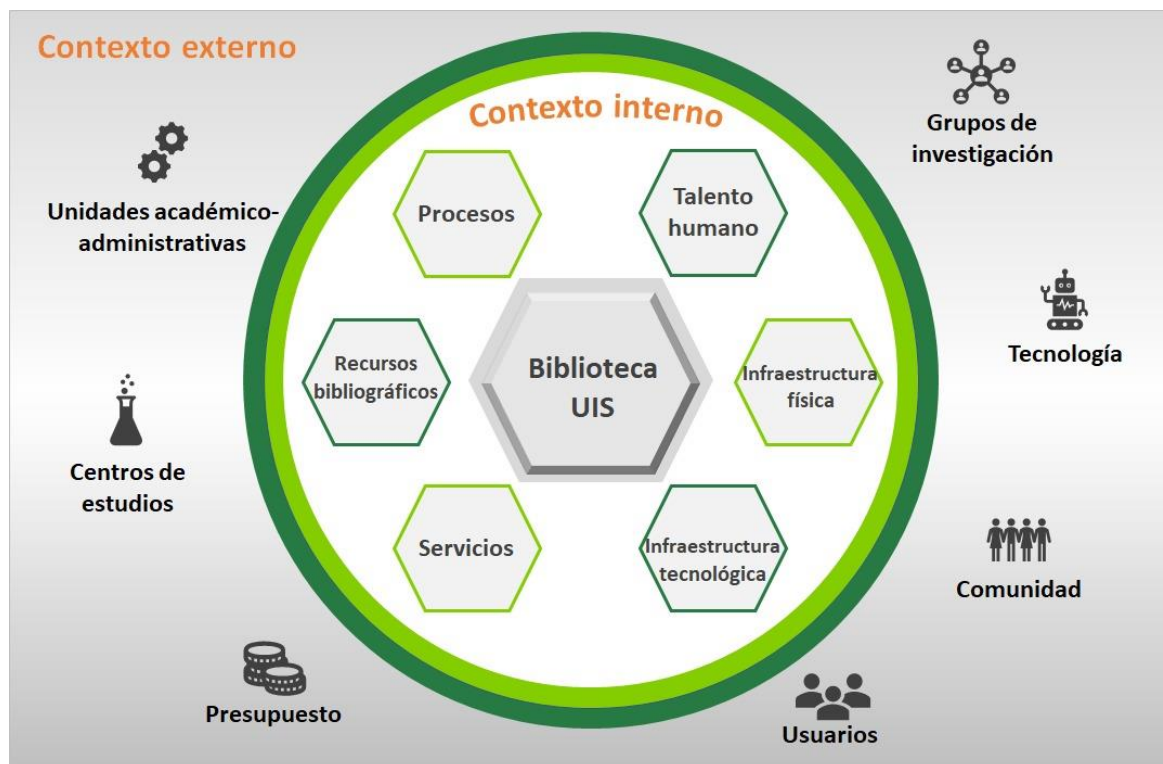 Contexto externo
Contexto interno
Unidades académico-
administrativas
Centros de
estudios
Presupuesto
Procesos
Talento
humano
Recursos
bibliográficos
Biblioteca
UIS
Infraestructura
física
Servicios
Infraestructura
tecnológica
Grupos de
investigación
Tecnología
Comunidad
Usuarios